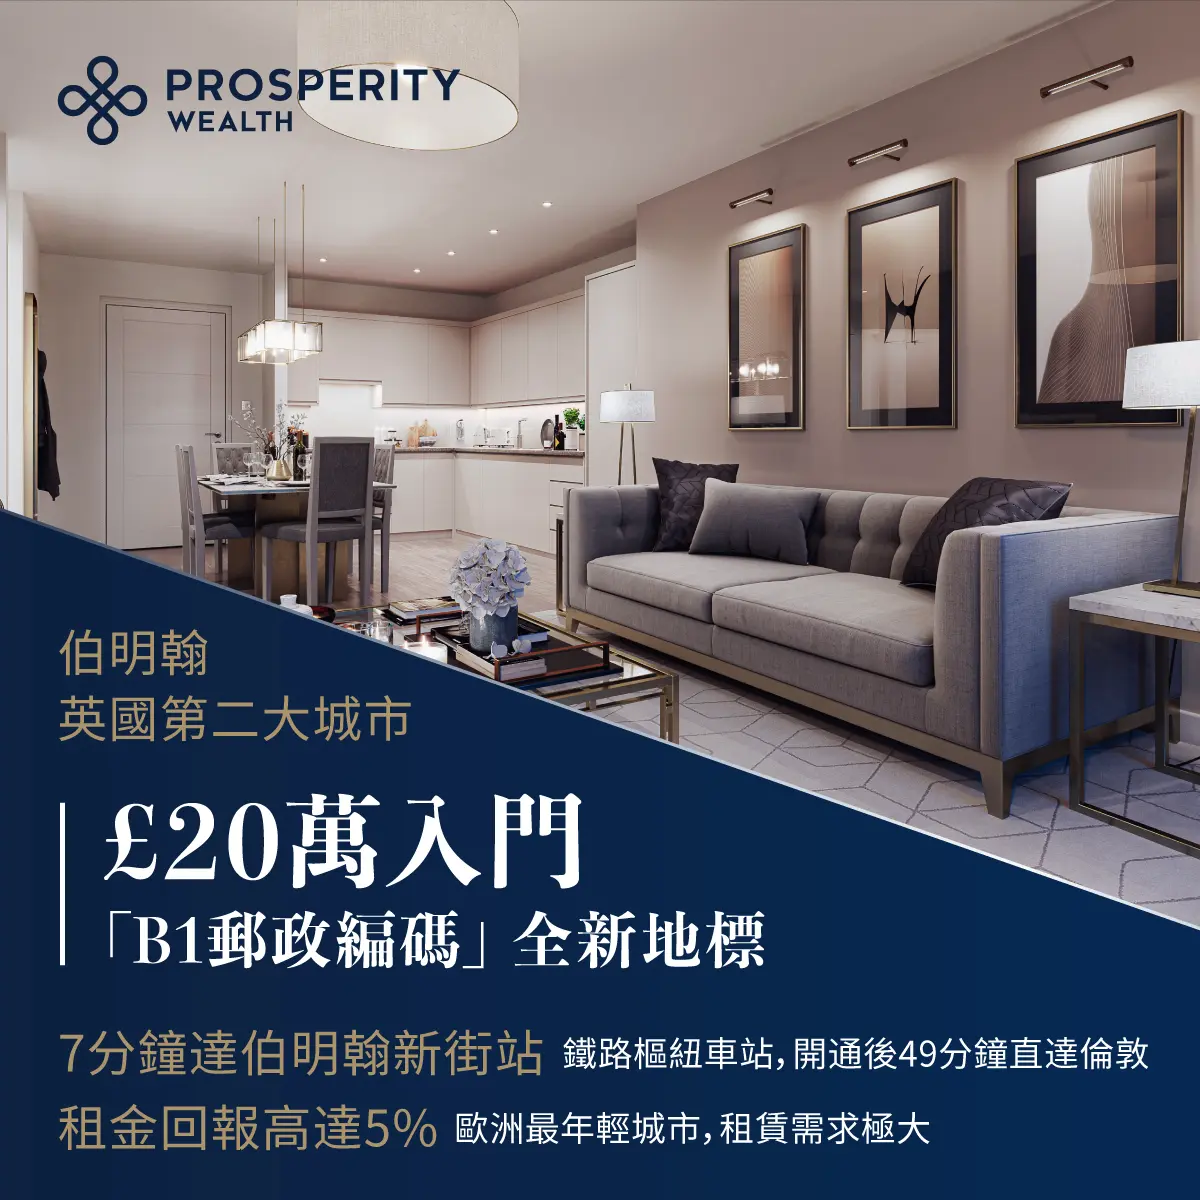 PROSPERITY
WEALTH
伯明翰
英國第二大城市
£20萬入門
「B1郵政編碼」全新地標
7分鐘達伯明翰新街站 鐵路樞紐車站，開通後49分鐘直達倫敦
租金回報高達5% 歐洲最年輕城市，租賃需求極大